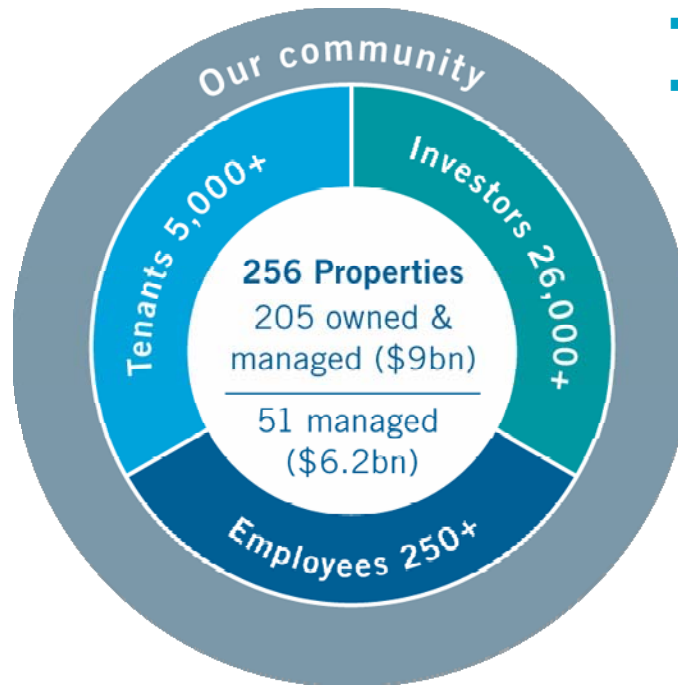 Our community
Tenants 5,000+
Investors 26,000+
256 Properties
205 owned &
managed ($9bn)
51 managed
($6.2bn)
Employees 250+